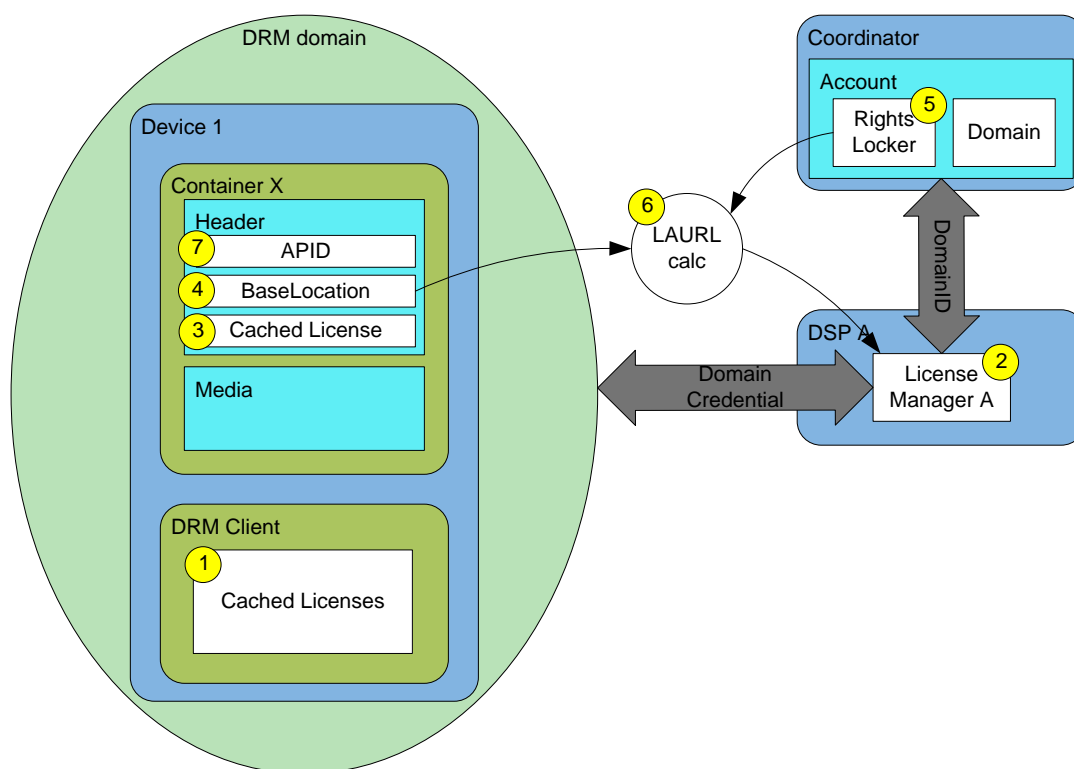 DRM domain
Device 1
Container X
Header
7
APID
4
BaseLocation
3
Cached License
Media
DRM Client
1
Cached Licenses
6
LAURL
calc
Coordinator
Account
5
Rights
Locker
Domain
DomainID
Domain
Credential
DSP A
2
License
Manager A